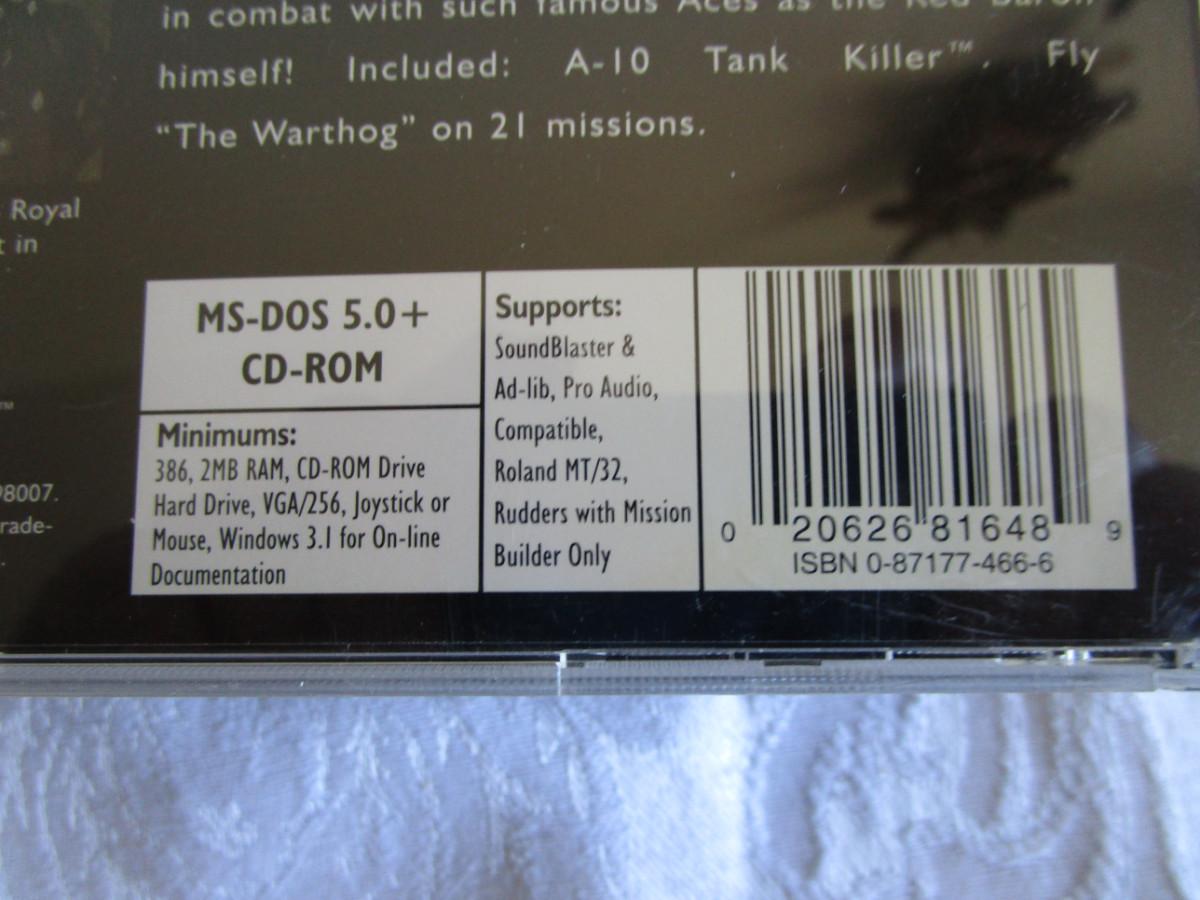 in combat with such famous Aces as the Red Baron
himself! Included: A-10 Tank Killer™. Fly
“The Warthog” on 21 missions.
Royal
t in
™
98007.
rade-
MS-DOS 5.0+
CD-ROM
Minimums:
386, 2MB RAM, CD-ROM Drive
Hard Drive, VGA/256, Joystick or
Mouse, Windows 3.1 for On-line
Documentation
Supports:
SoundBlaster &
Ad-lib, Pro Audio,
Compatible,
Roland MT/32,
Rudders with Mission
Builder Only
0 20626 81648 9
ISBN 0-87177-466-6